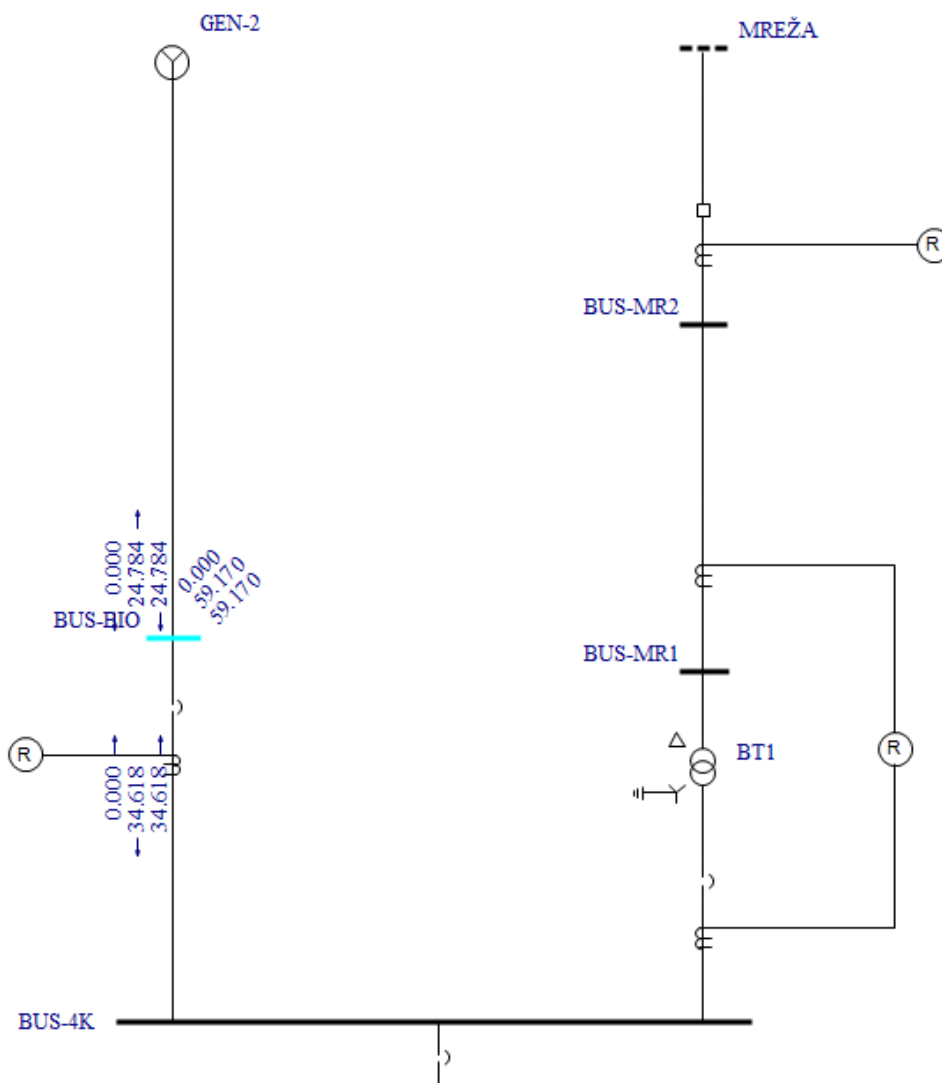 GEN-2
MREŽA
R
BUS-MR2
0.000
24.784
24.784
0.000
59.170
59.170
BUS-BIO
BUS-MR1
R
0.000
34.618
34.618
BT1
R
BUS-4K